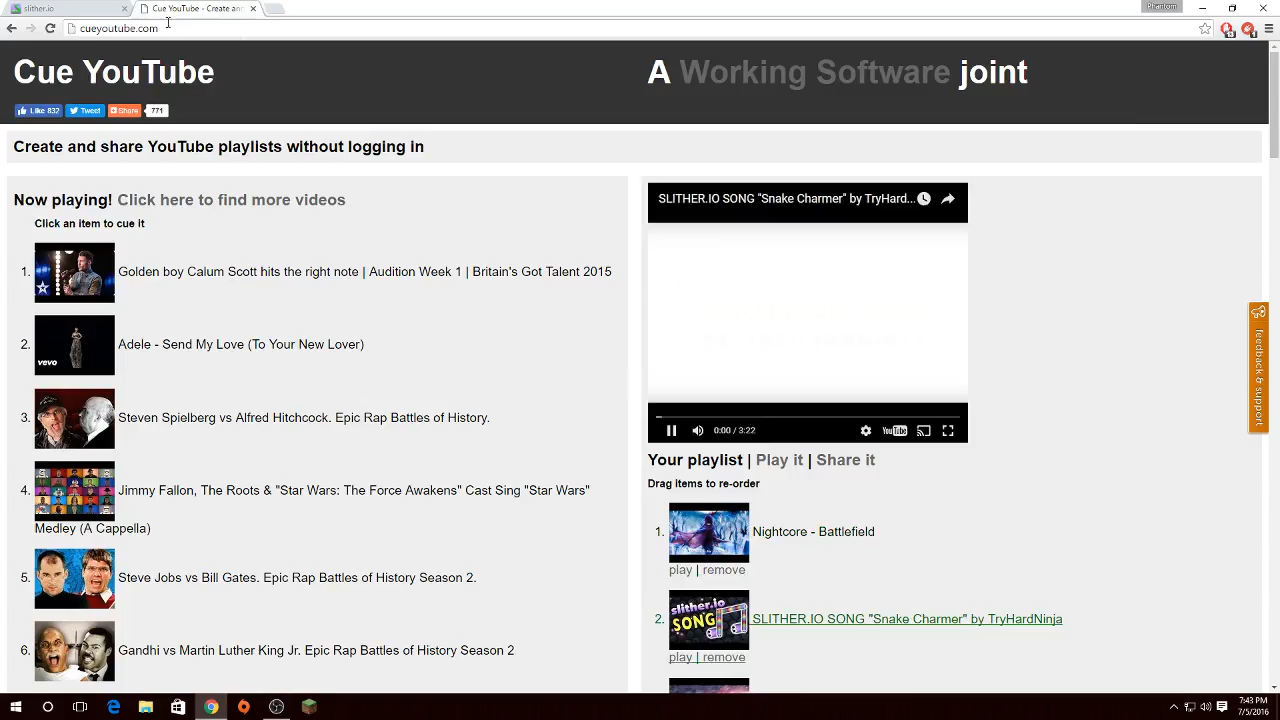 slither.io
Cue YouTube - Create ann
Phantom
cueyoutube.com
Cue YouTube
A Working Software joint
Like 832
Tweet
Share
771
Create and share YouTube playlists without logging in
Now playing! Click here to find more videos
Click an item to cue it
1. Golden boy Calum Scott hits the right note | Audition Week 1 | Britain's Got Talent 2015
2. Adele - Send My Love (To Your New Lover)
vevo
3. Steven Spielberg vs Alfred Hitchcock. Epic Rap Battles of History.
4. Jimmy Fallon, The Roots & "Star Wars: The Force Awakens" Cast Sing "Star Wars"
Medley (A Cappella)
5. Steve Jobs vs Bill Gates. Epic Rap Battles of History Season 2.
6. Gandhi vs Martin Luther King Jr. Epic Rap Battles of History Season 2
SLITHER.IO SONG "Snake Charmer" by TryHard...
0:00 / 3:22
YouTube
Your playlist | Play it | Share it
Drag items to re-order
1. Nightcore - Battlefield
play | remove
slither.io
SONG
2. SLITHER.IO SONG "Snake Charmer" by TryHardNinja
play | remove
feedback & support
7:43 PM
7/5/2016